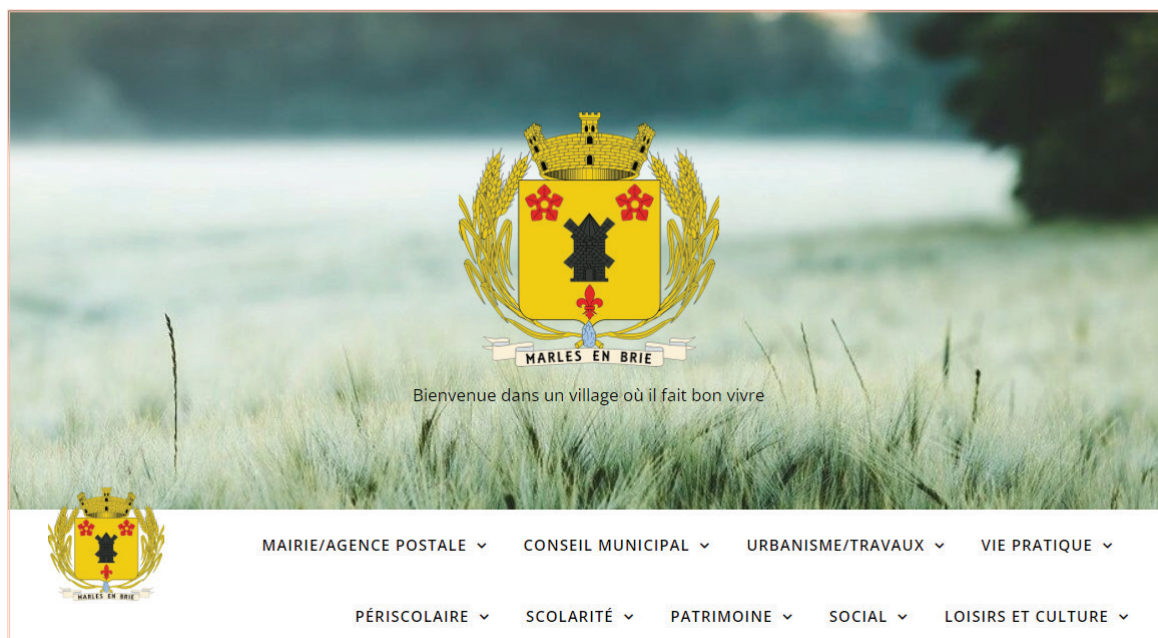 MARLES EN BRIE
Bienvenue dans un village où il fait bon vivre
MARLES EN BRIE
MAIRIE/AGENCE POSTALE CONSEIL MUNICIPAL URBANISME/TRAVAUX VIE PRATIQUE
PÉRISCOLAIRE SCOLARITÉ PATRIMOINE SOCIAL LOISIRS ET CULTURE